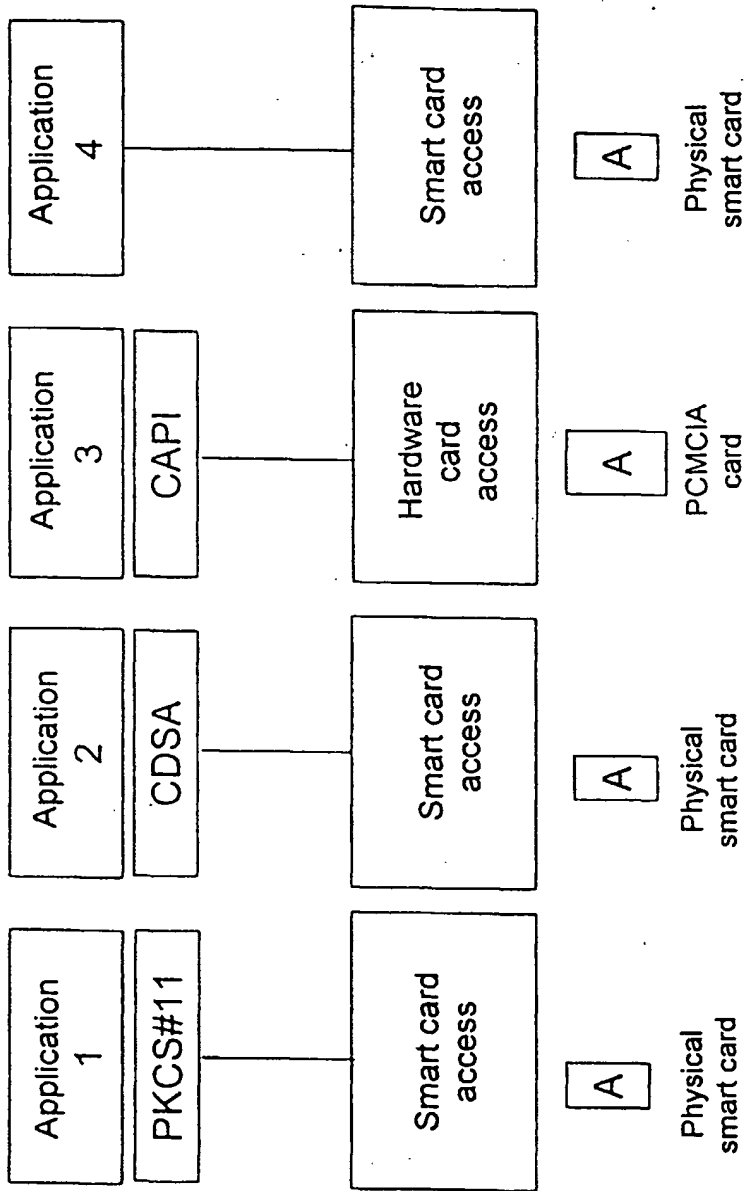 Application
1
PKCS#11
Smart card
access
A
Physical
smart card
Application
2
CDSA
Smart card
access
A
Physical
smart card
Application
3
CAPI
Hardware
card
access
A
PCMCIA
card
Application
4
Smart card
access
A
Physical
smart card